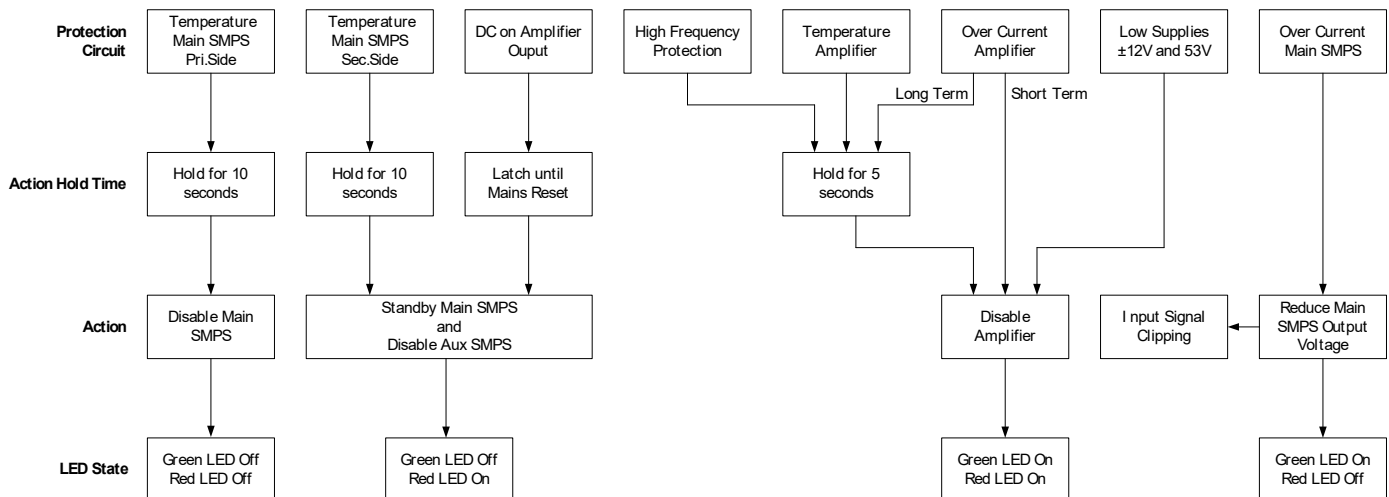 Protection
Circuit
Temperature
Main SMPS
Pri.Side
Temperature
Main SMPS
Sec.Side
DC on Amplifier
Ouput
High Frequency
Protection
Temperature
Amplifier
Over Current
Amplifier
Low Supplies
±12V and 53V
Over Current
Main SMPS
Long Term
Short Term
Action Hold Time
Hold for 10
seconds
Hold for 10
seconds
Latch until
Mains Reset
Hold for 5
seconds
Action
Disable Main
SMPS
Standby Main SMPS
and
Disable Aux SMPS
Disable
Amplifier
Input Signal
Clipping
Reduce Main
SMPS Output
Voltage
LED State
Green LED Off
Red LED Off
Green LED Off
Red LED On
Green LED On
Red LED On
Green LED On
Red LED Off